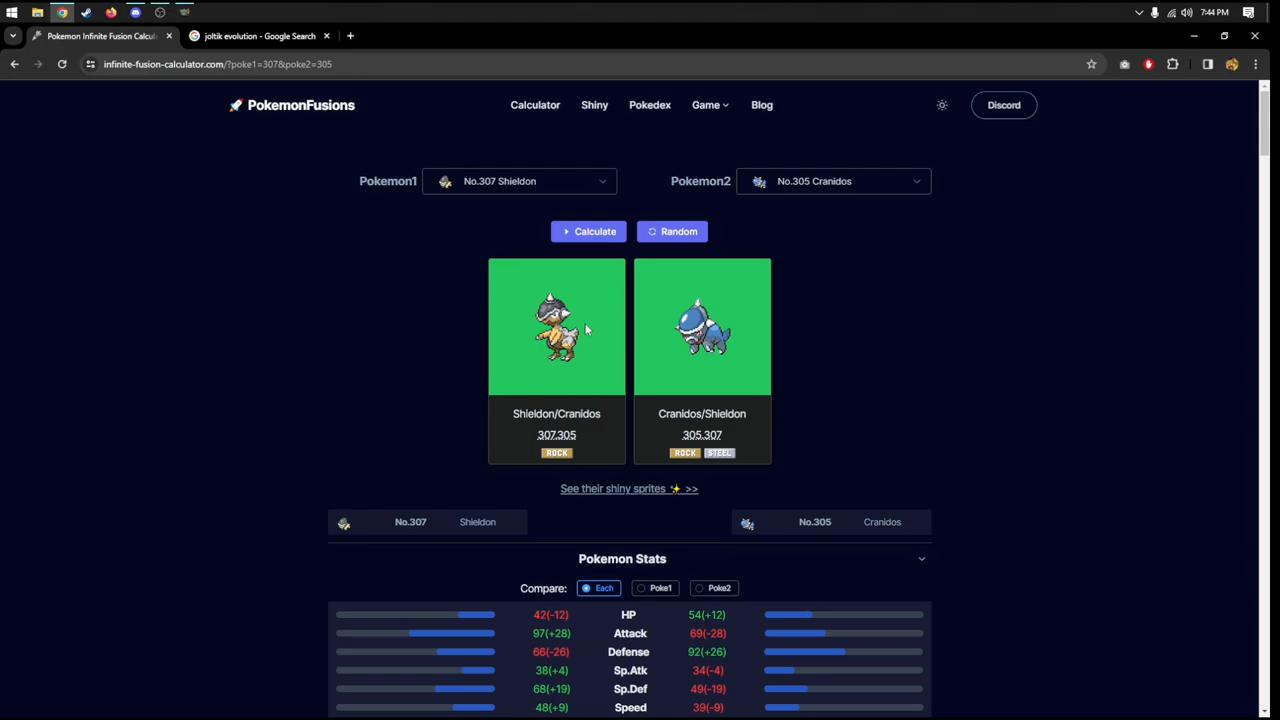 7:44 PM
Pokemon Infinite Fusion Calcula
joltik evolution - Google Search
infinite-fusion-calculator.com/?poke1=307&poke2=305
PokemonFusions
Calculator
Shiny
Pokedex
Game
Blog
Discord
Pokemon1
No.307 Shieldon
Pokemon2
No.305 Cranidos
Calculate
Random
Shieldon/Cranidos
Cranidos/Shieldon
307.305
305.307
ROCK
ROCK STEEL
See their shiny sprites ✨ >>
No.307 Shieldon
No.305 Cranidos
Pokemon Stats
Compare: Each Poke1 Poke2
42(-12) HP 54(+12)
97(+28) Attack 69(-28)
66(-26) Defense 92(+26)
38(+4) Sp.Atk 34(-4)
68(+19) Sp.Def 49(-19)
48(+9) Speed 39(-9)